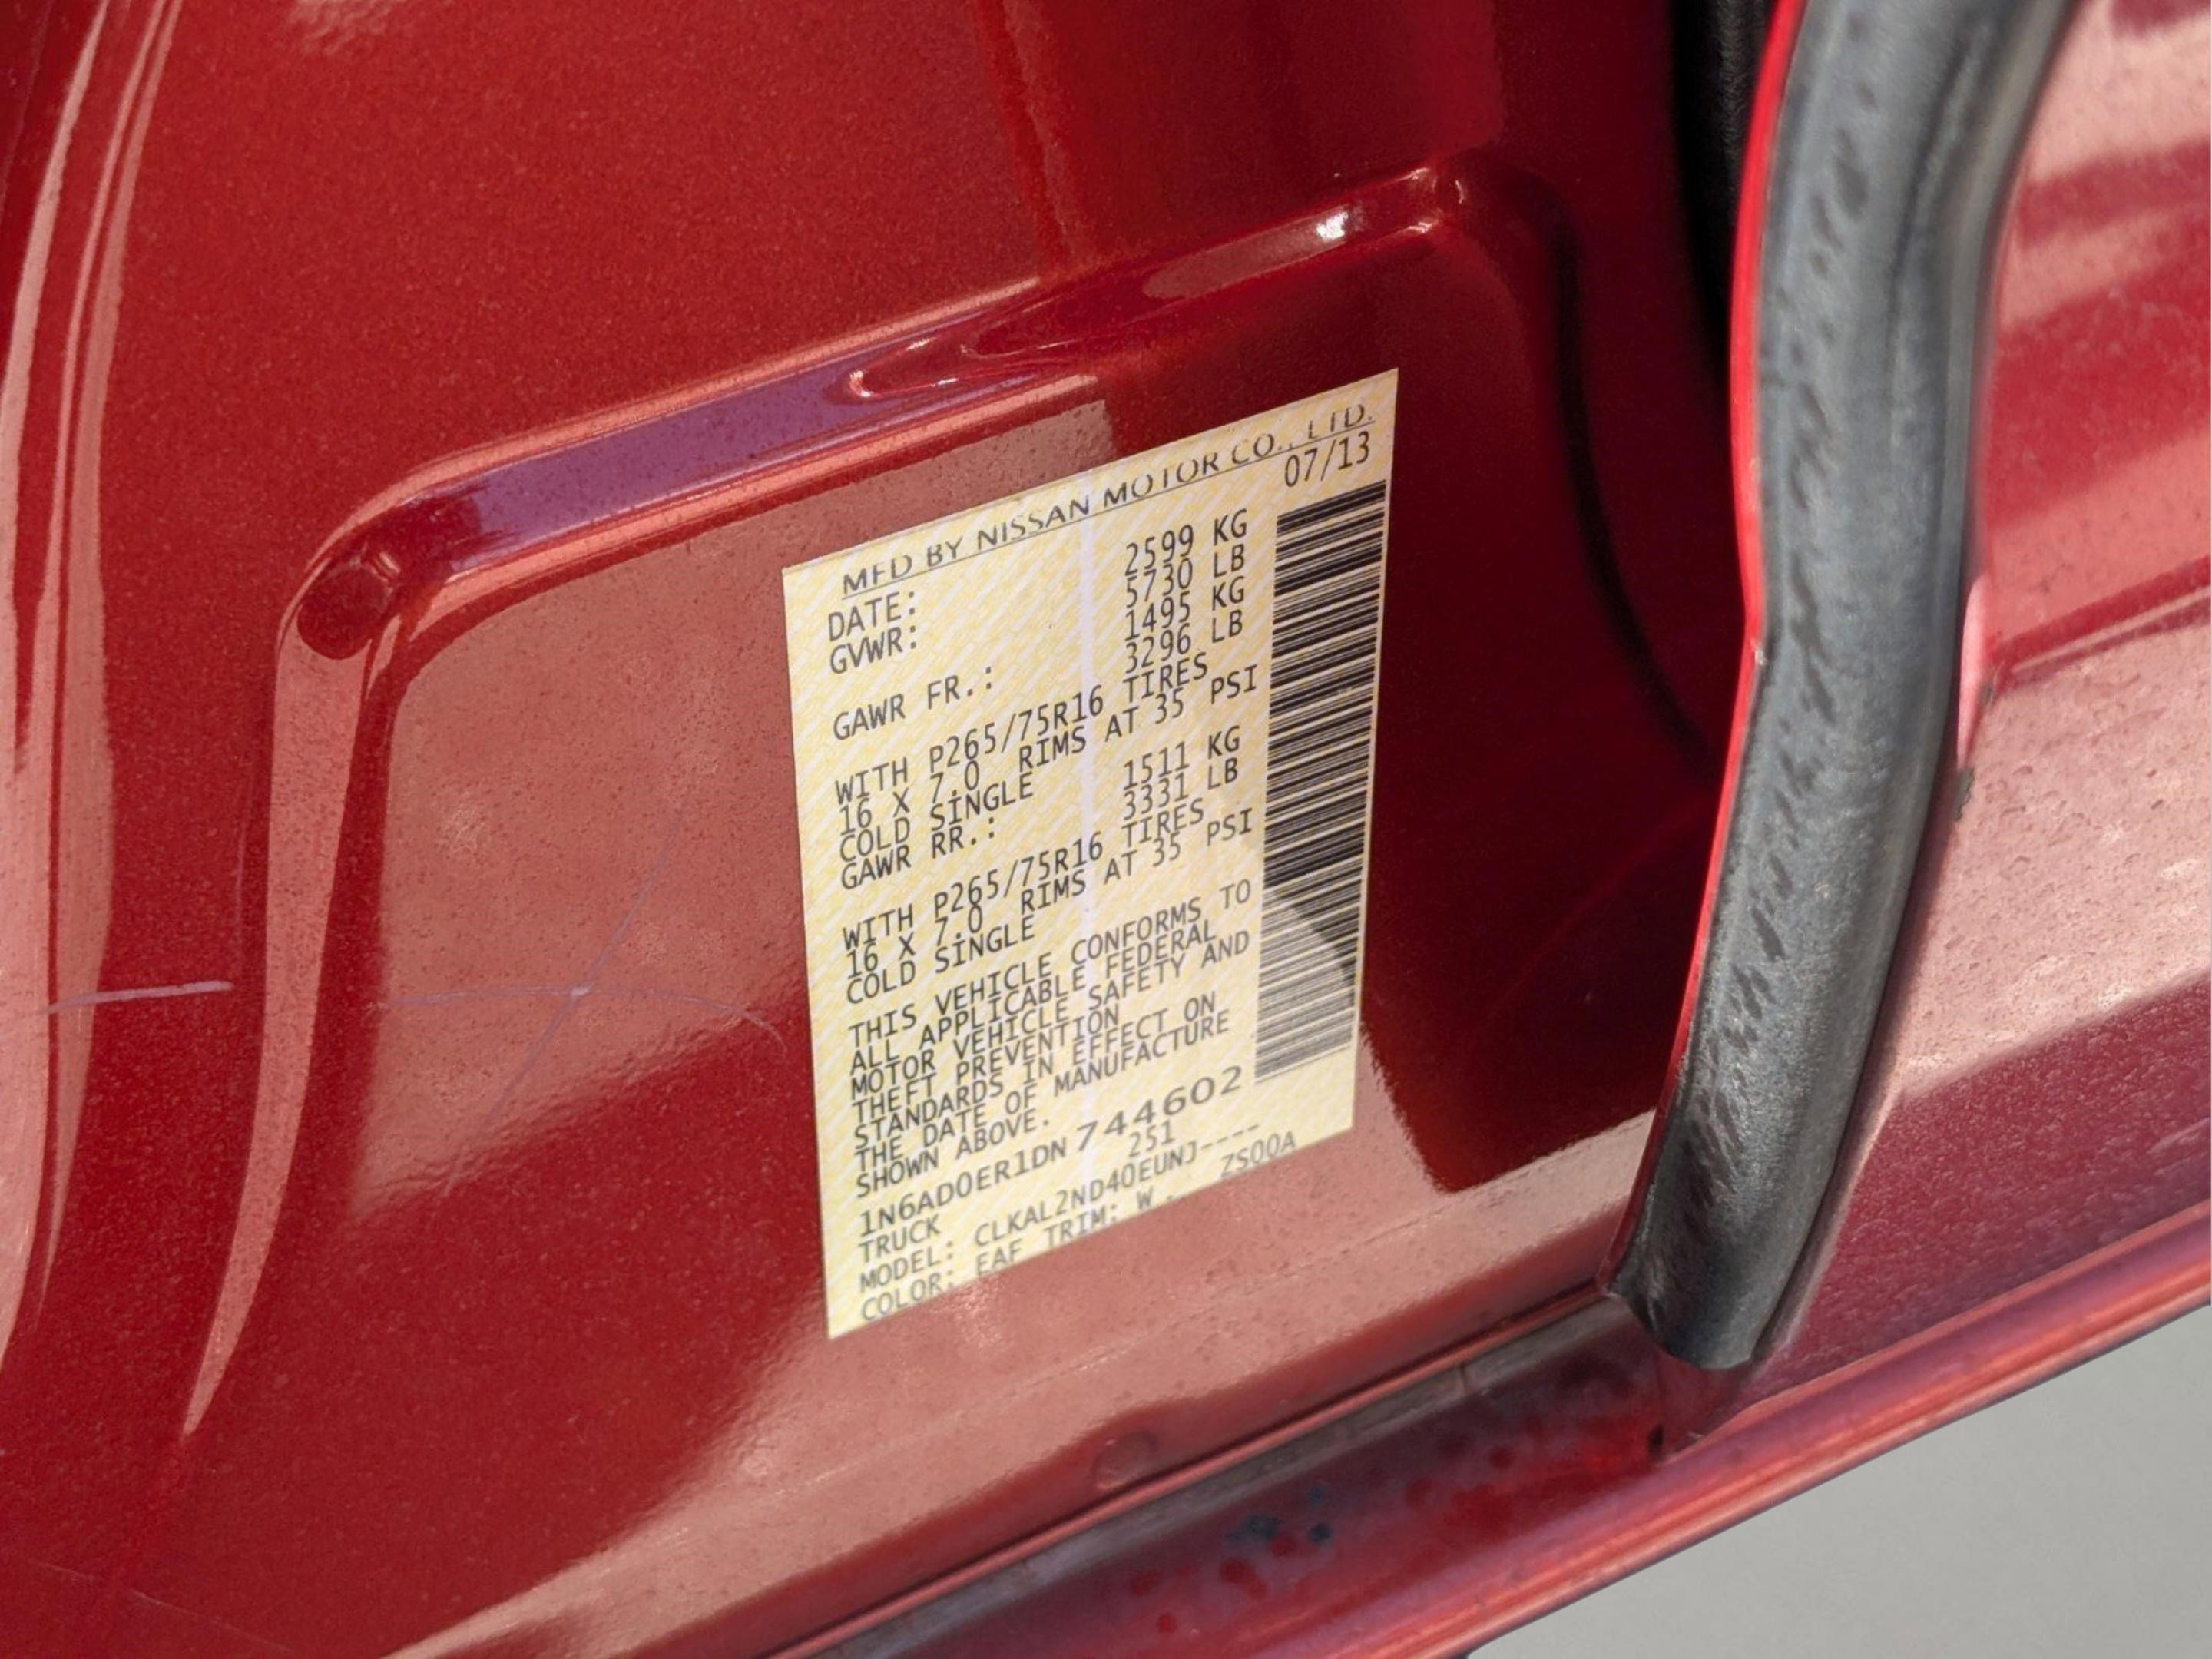 MFD BY NISSAN MOTOR CO., LTD.
DATE: 07/13
GVWR: 2599 KG
5730 LB
GAWR FR.: 1495 KG
3296 LB
WITH P265/75R16 TIRES
16 X 7.0 RIMS AT 35 PSI
COLD SINGLE
GAWR RR.: 1511 KG
3331 LB
WITH P265/75R16 TIRES
16 X 7.0 RIMS AT 35 PSI
COLD SINGLE
THIS VEHICLE CONFORMS TO
ALL APPLICABLE FEDERAL
MOTOR VEHICLE SAFETY AND
THEFT PREVENTION
STANDARDS IN EFFECT ON
THE DATE OF MANUFACTURE
SHOWN ABOVE.
1N6AD0ER1DN744602
TRUCK 251
MODEL: CLKAL2ND40EUNJ----
COLOR: EAF TRIM: W. ZS00A